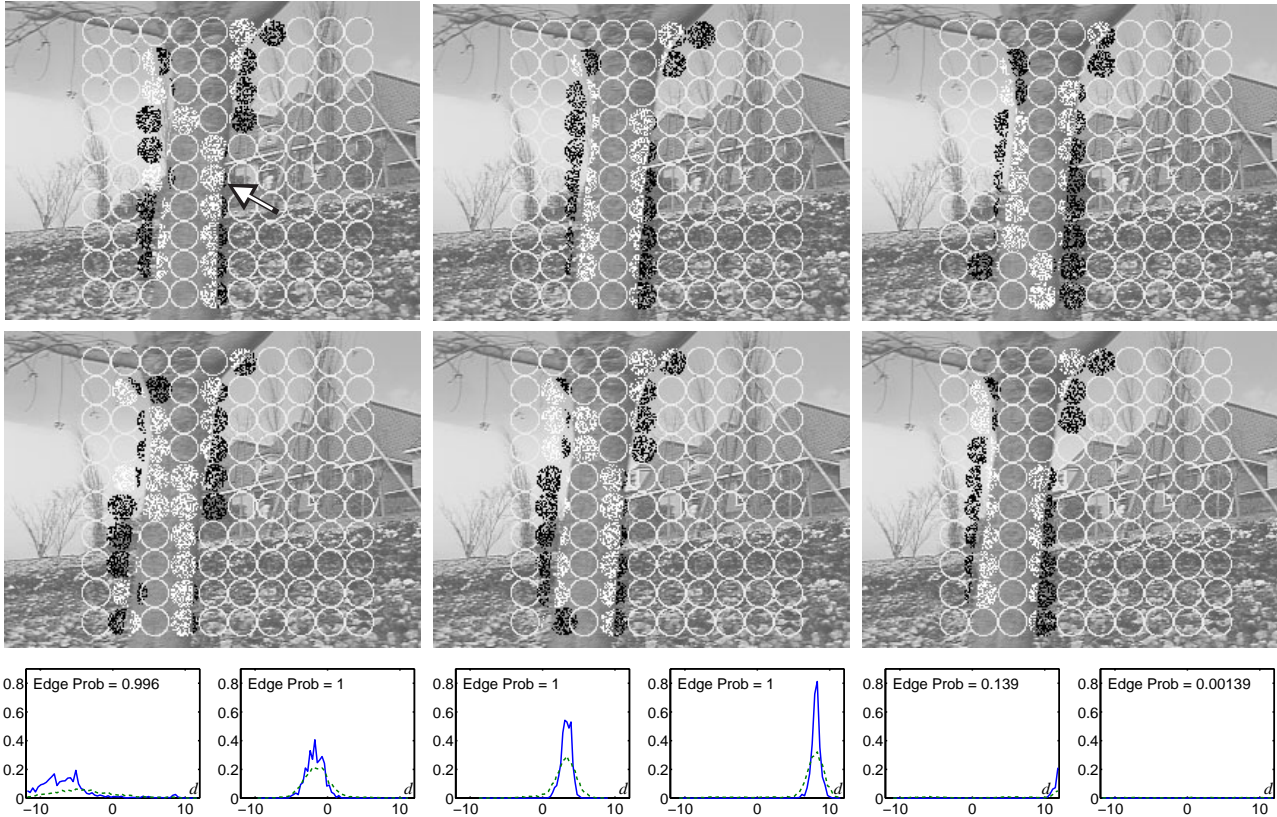 Edge Prob = 0.996
Edge Prob = 1
Edge Prob = 1
Edge Prob = 1
Edge Prob = 0.139
Edge Prob = 0.00139
0.8 0.8 0.8 0.8 0.8 0.8
0.6 0.6 0.6 0.6 0.6 0.6
0.4 0.4 0.4 0.4 0.4 0.4
0.2 0.2 0.2 0.2 0.2 0.2
d d d d d d
0 0 0 0 0 0
−10 0 10 −10 0 10 −10 0 10 −10 0 10 −10 0 10 −10 0 10